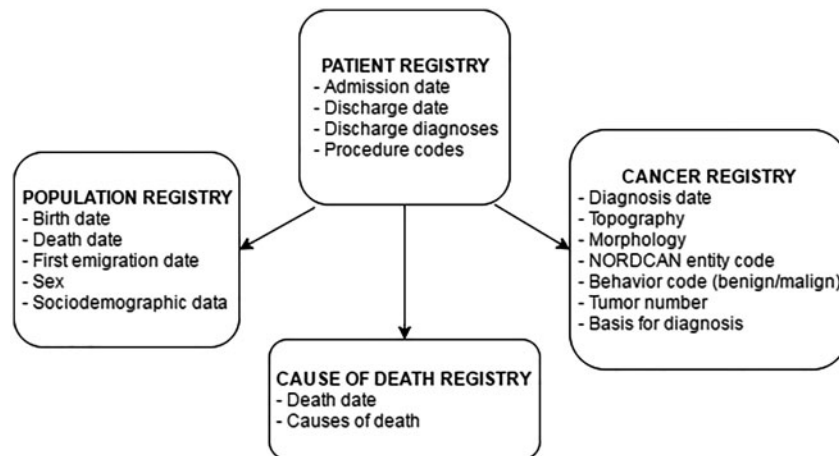 PATIENT REGISTRY
- Admission date
- Discharge date
- Discharge diagnoses
- Procedure codes
POPULATION REGISTRY
- Birth date
- Death date
- First emigration date
- Sex
- Sociodemographic data
CANCER REGISTRY
- Diagnosis date
- Topography
- Morphology
- NORDCAN entity code
- Behavior code (benign/malign)
- Tumor number
- Basis for diagnosis
CAUSE OF DEATH REGISTRY
- Death date
- Causes of death